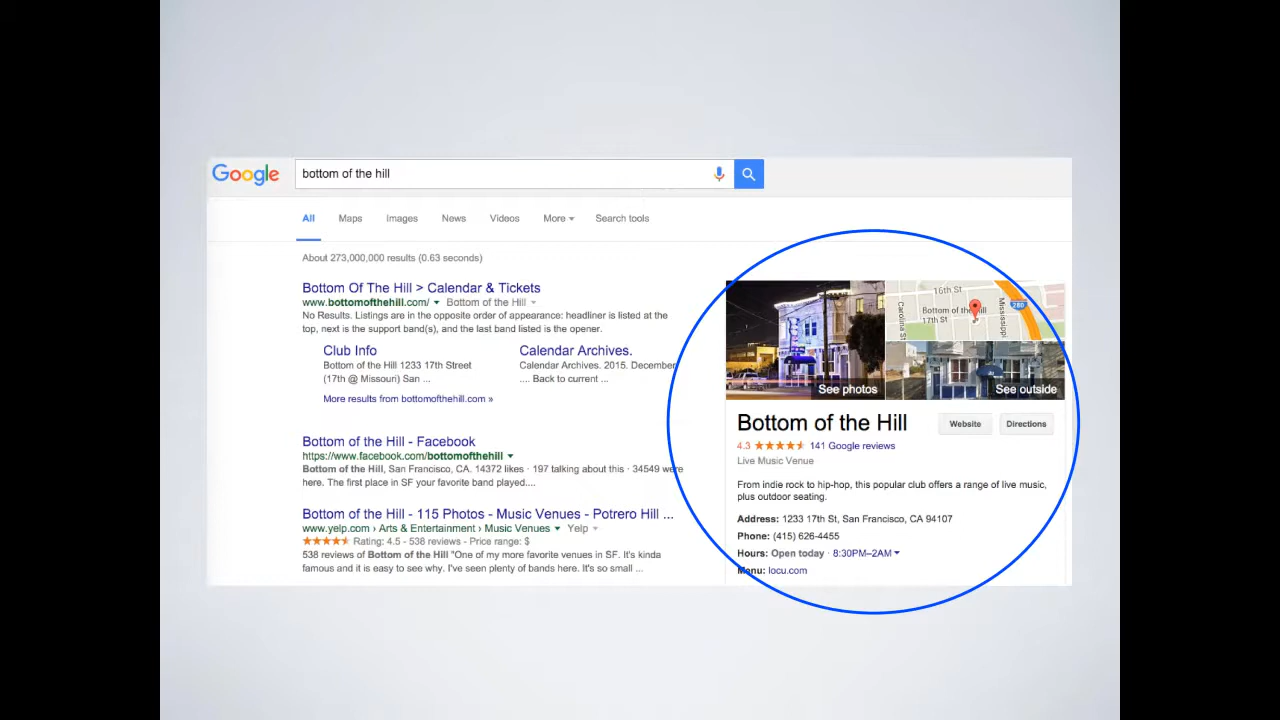 Google
bottom of the hill
All Maps Images News Videos More Search tools
About 273,000,000 results (0.63 seconds)
Bottom Of The Hill > Calendar & Tickets
www.bottomofthehill.com/ Bottom of the Hill
No Results. Listings are in the opposite order of appearance: headliner is listed at the
top, next is the support band(s), and the last band listed is the opener.
Club Info
Bottom of the Hill 1233 17th Street
(17th @ Missouri) San ...
Calendar Archives.
Calendar Archives. 2015. December
.... Back to current ...
More results from bottomofthehill.com »
Bottom of the Hill - Facebook
https://www.facebook.com/bottomofthehill
Bottom of the Hill, San Francisco, CA. 14372 likes · 197 talking about this · 34549 were
here. The first place in SF your favorite band played....
Bottom of the Hill - 115 Photos - Music Venues - Potrero Hill ...
www.yelp.com › Arts & Entertainment › Music Venues Yelp
Rating: 4.5 - 538 reviews - Price range: $
538 reviews of Bottom of the Hill "One of my more favorite venues in SF. It's kinda
famous and it is easy to see why. I've seen plenty of bands here. It's so small ...
16th St
Carolina St
Bottom of the Hill
17th St
Mississippi
280
See photos
See outside
Bottom of the Hill
Website
Directions
4.3 141 Google reviews
Live Music Venue
From indie rock to hip-hop, this popular club offers a range of live music,
plus outdoor seating.
Address: 1233 17th St, San Francisco, CA 94107
Phone: (415) 626-4455
Hours: Open today · 8:30PM–2AM
Menu: locu.com